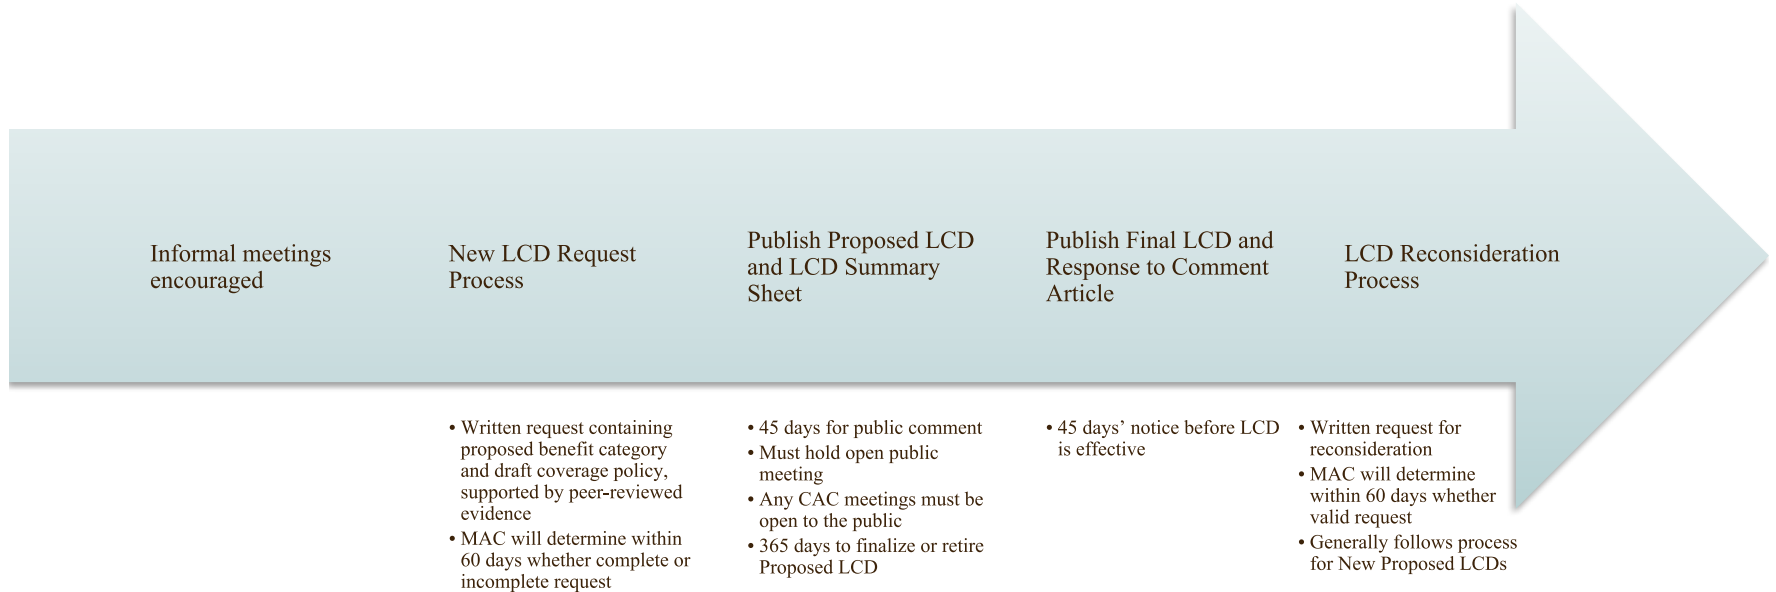 Informal meetings
encouraged
New LCD Request
Process
Publish Proposed LCD
and LCD Summary
Sheet
Publish Final LCD and
Response to Comment
Article
LCD Reconsideration
Process
• Written request containing
proposed benefit category
and draft coverage policy,
supported by peer-reviewed
evidence
• MAC will determine within
60 days whether complete or
incomplete request
• 45 days for public comment
• Must hold open public
meeting
• Any CAC meetings must be
open to the public
• 365 days to finalize or retire
Proposed LCD
• 45 days’ notice before LCD
is effective
• Written request for
reconsideration
• MAC will determine
within 60 days whether
valid request
• Generally follows process
for New Proposed LCDs